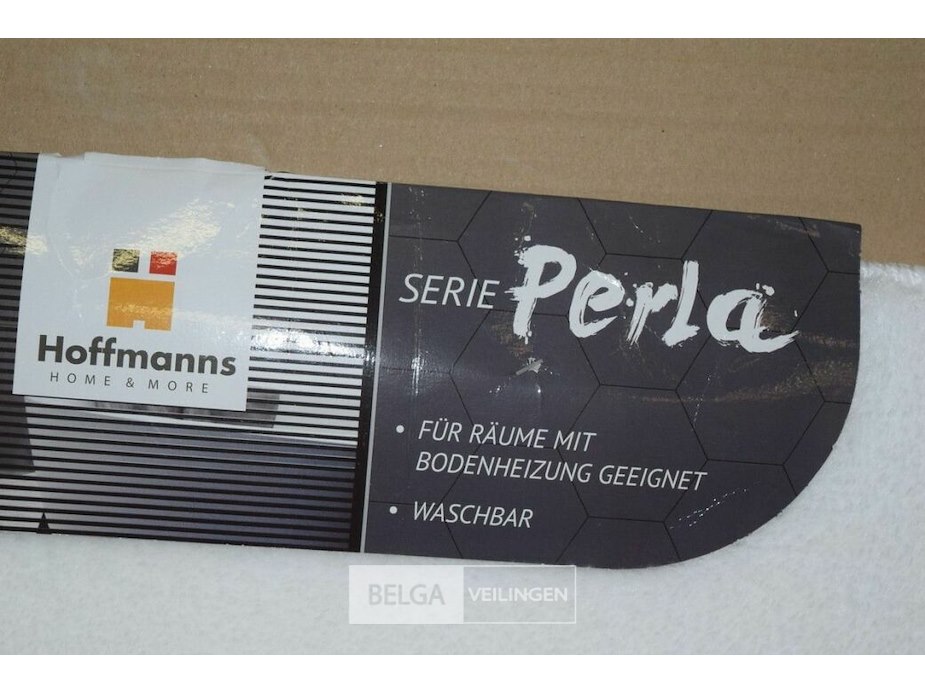 Hoffmanns
HOME & MORE
SERIE Perla
• FÜR RÄUME MIT
BODENHEIZUNG GEEIGNET
• WASCHBAR
BELGA VEILINGEN